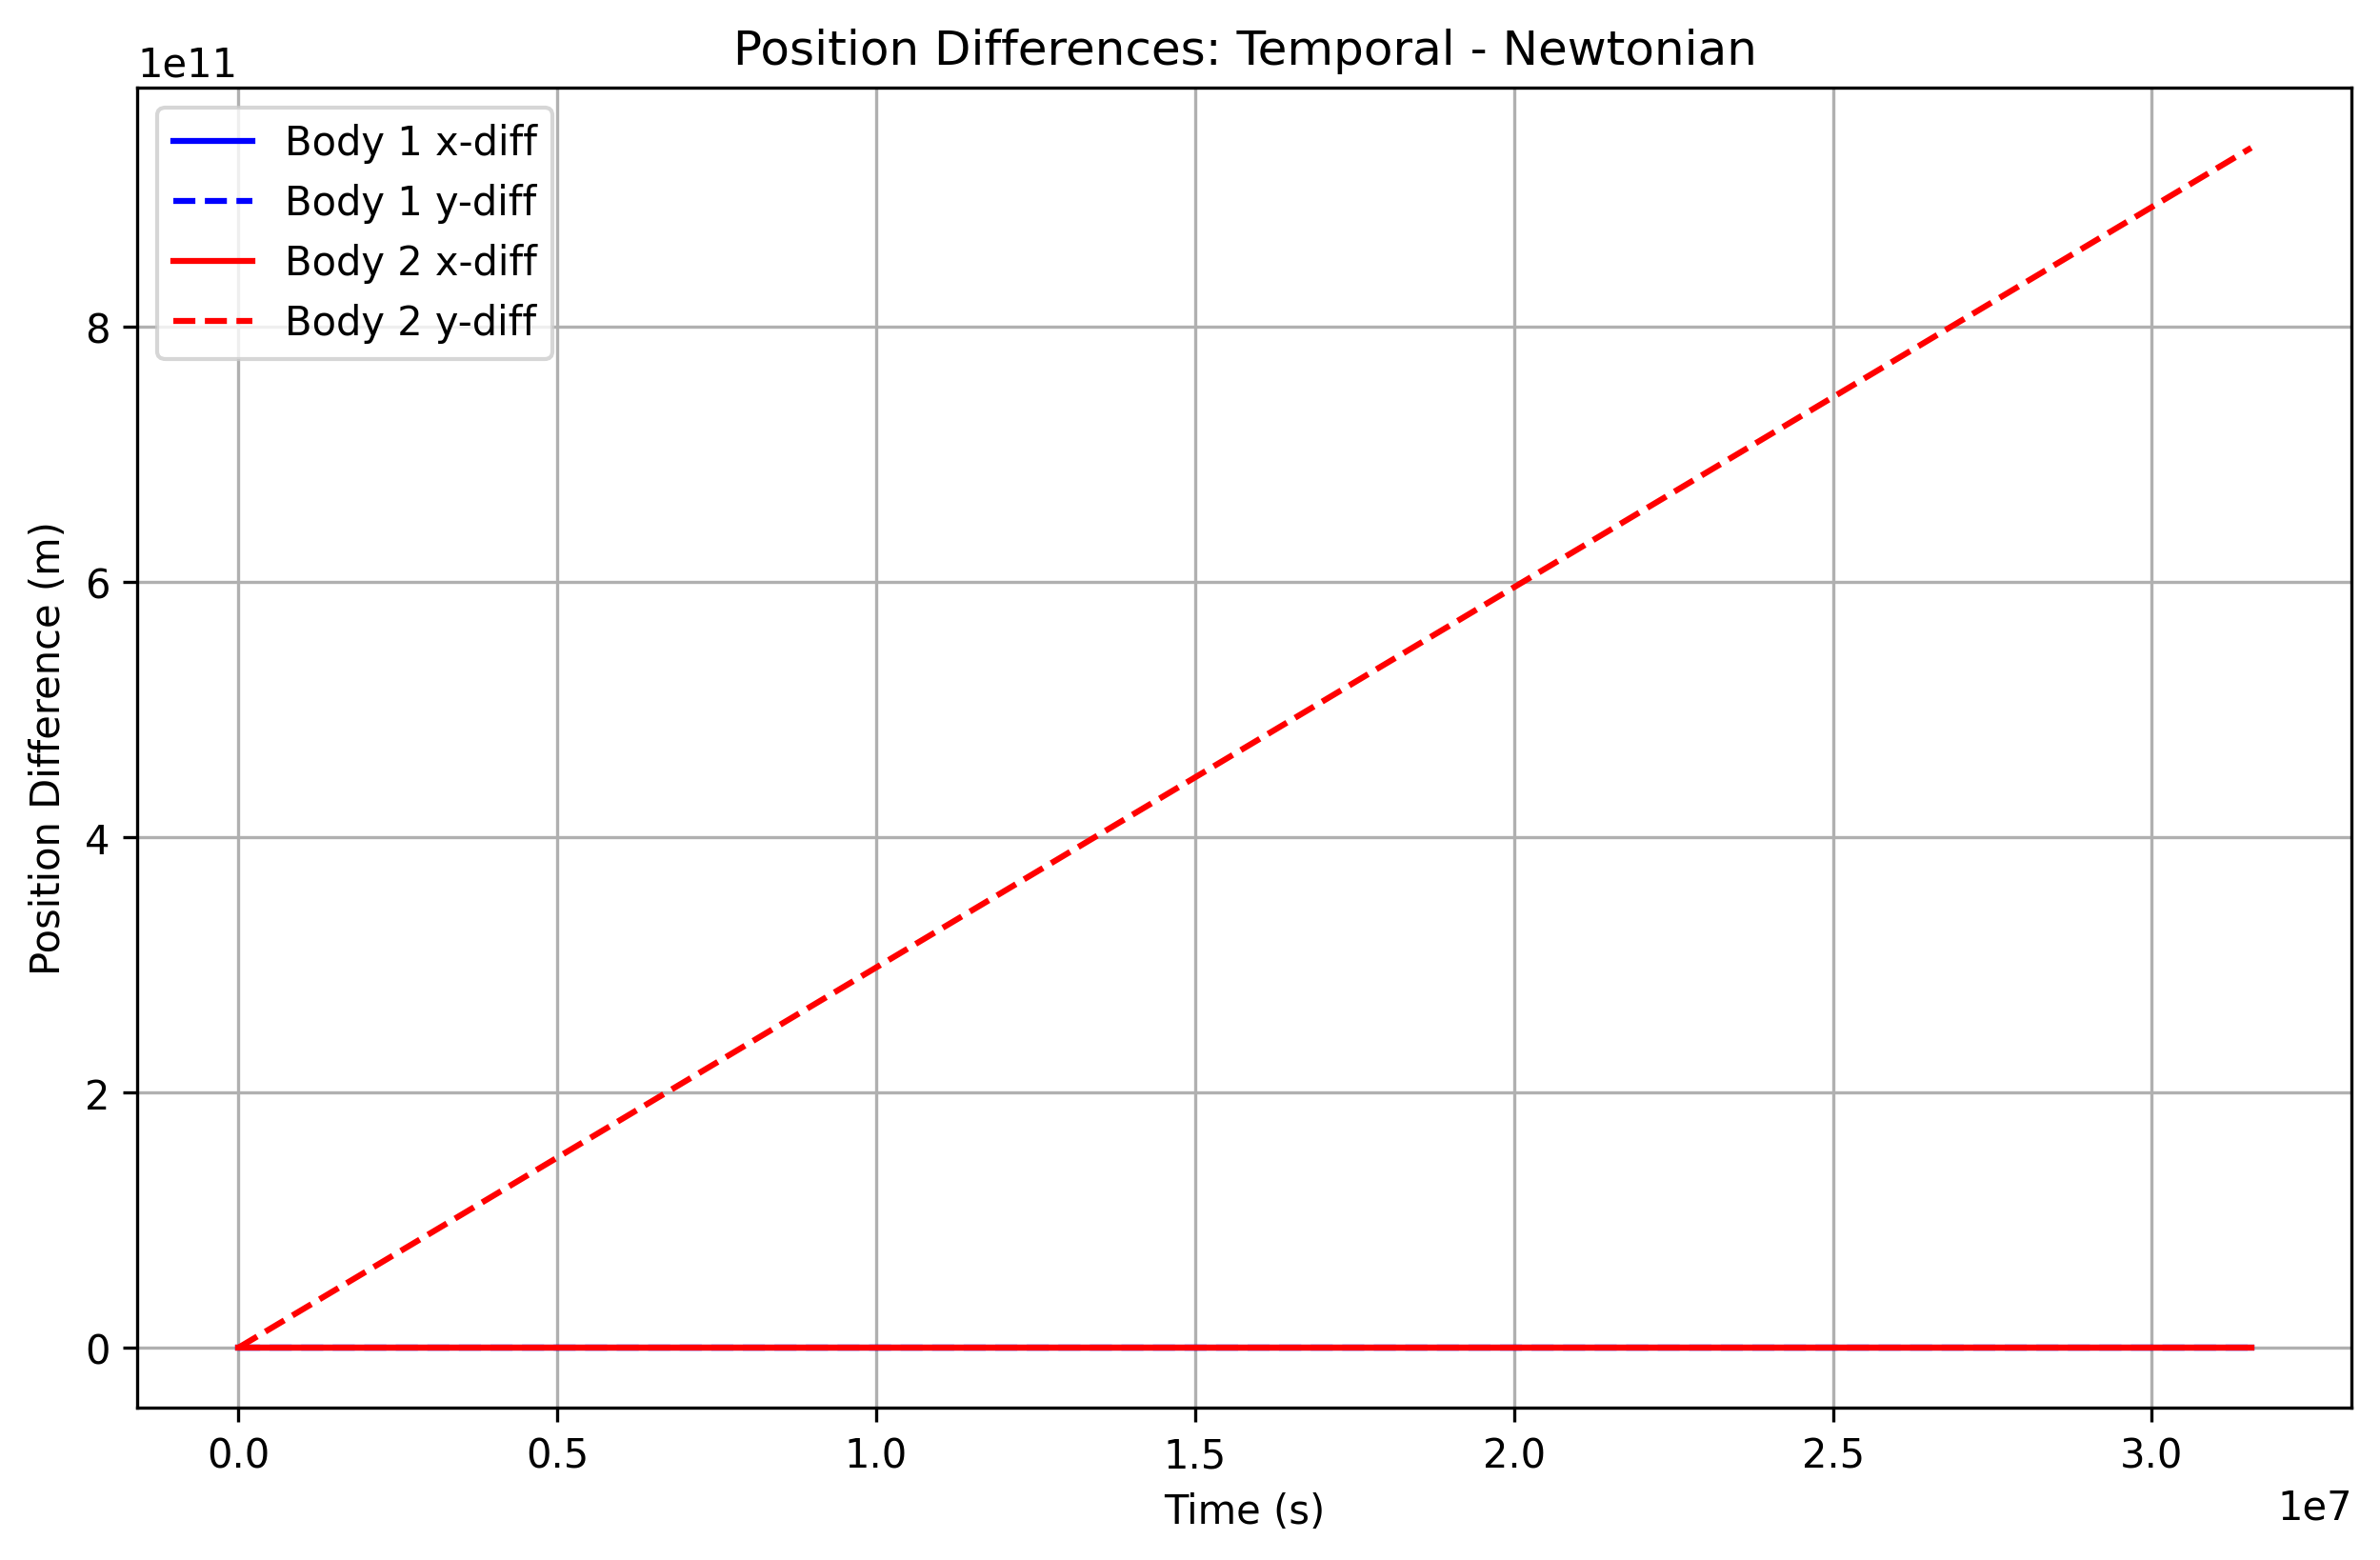 Position Differences: Temporal - Newtonian
1e11
Body 1 x-diff
Body 1 y-diff
Body 2 x-diff
Body 2 y-diff
8
6
4
2
0
Position Difference (m)
0.0 0.5 1.0 1.5 2.0 2.5 3.0
1e7
Time (s)